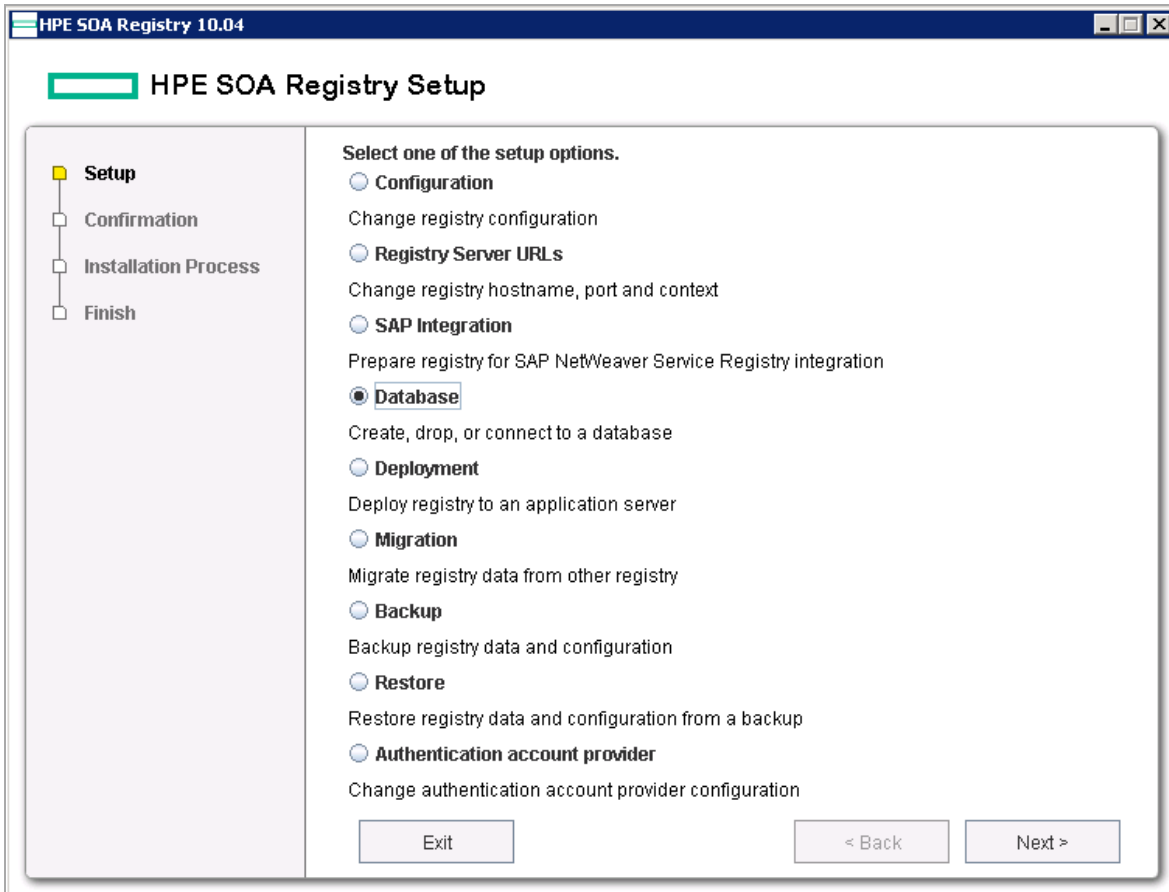 HPE SOA Registry 10.04
HPE SOA Registry Setup
Setup
Confirmation
Installation Process
Finish
Select one of the setup options.
Configuration
Change registry configuration
Registry Server URLs
Change registry hostname, port and context
SAP Integration
Prepare registry for SAP NetWeaver Service Registry integration
Database
Create, drop, or connect to a database
Deployment
Deploy registry to an application server
Migration
Migrate registry data from other registry
Backup
Backup registry data and configuration
Restore
Restore registry data and configuration from a backup
Authentication account provider
Change authentication account provider configuration
Exit
< Back
Next >